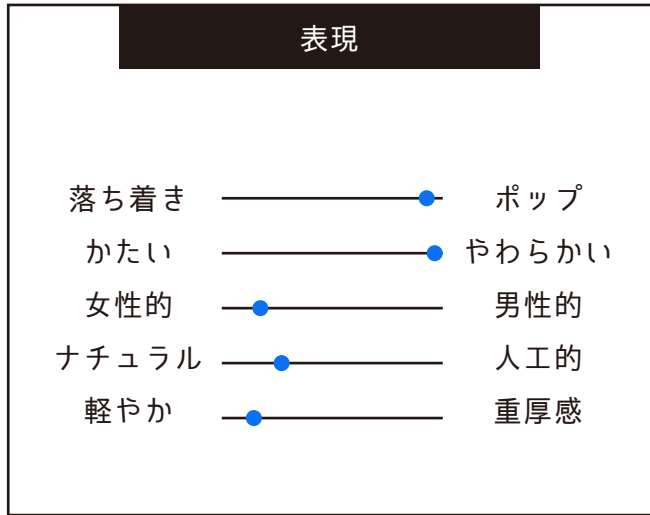 表現
落ち着き ポップ
かたい やわらかい
女性的 男性的
ナチュラル 人工的
軽やか 重厚感